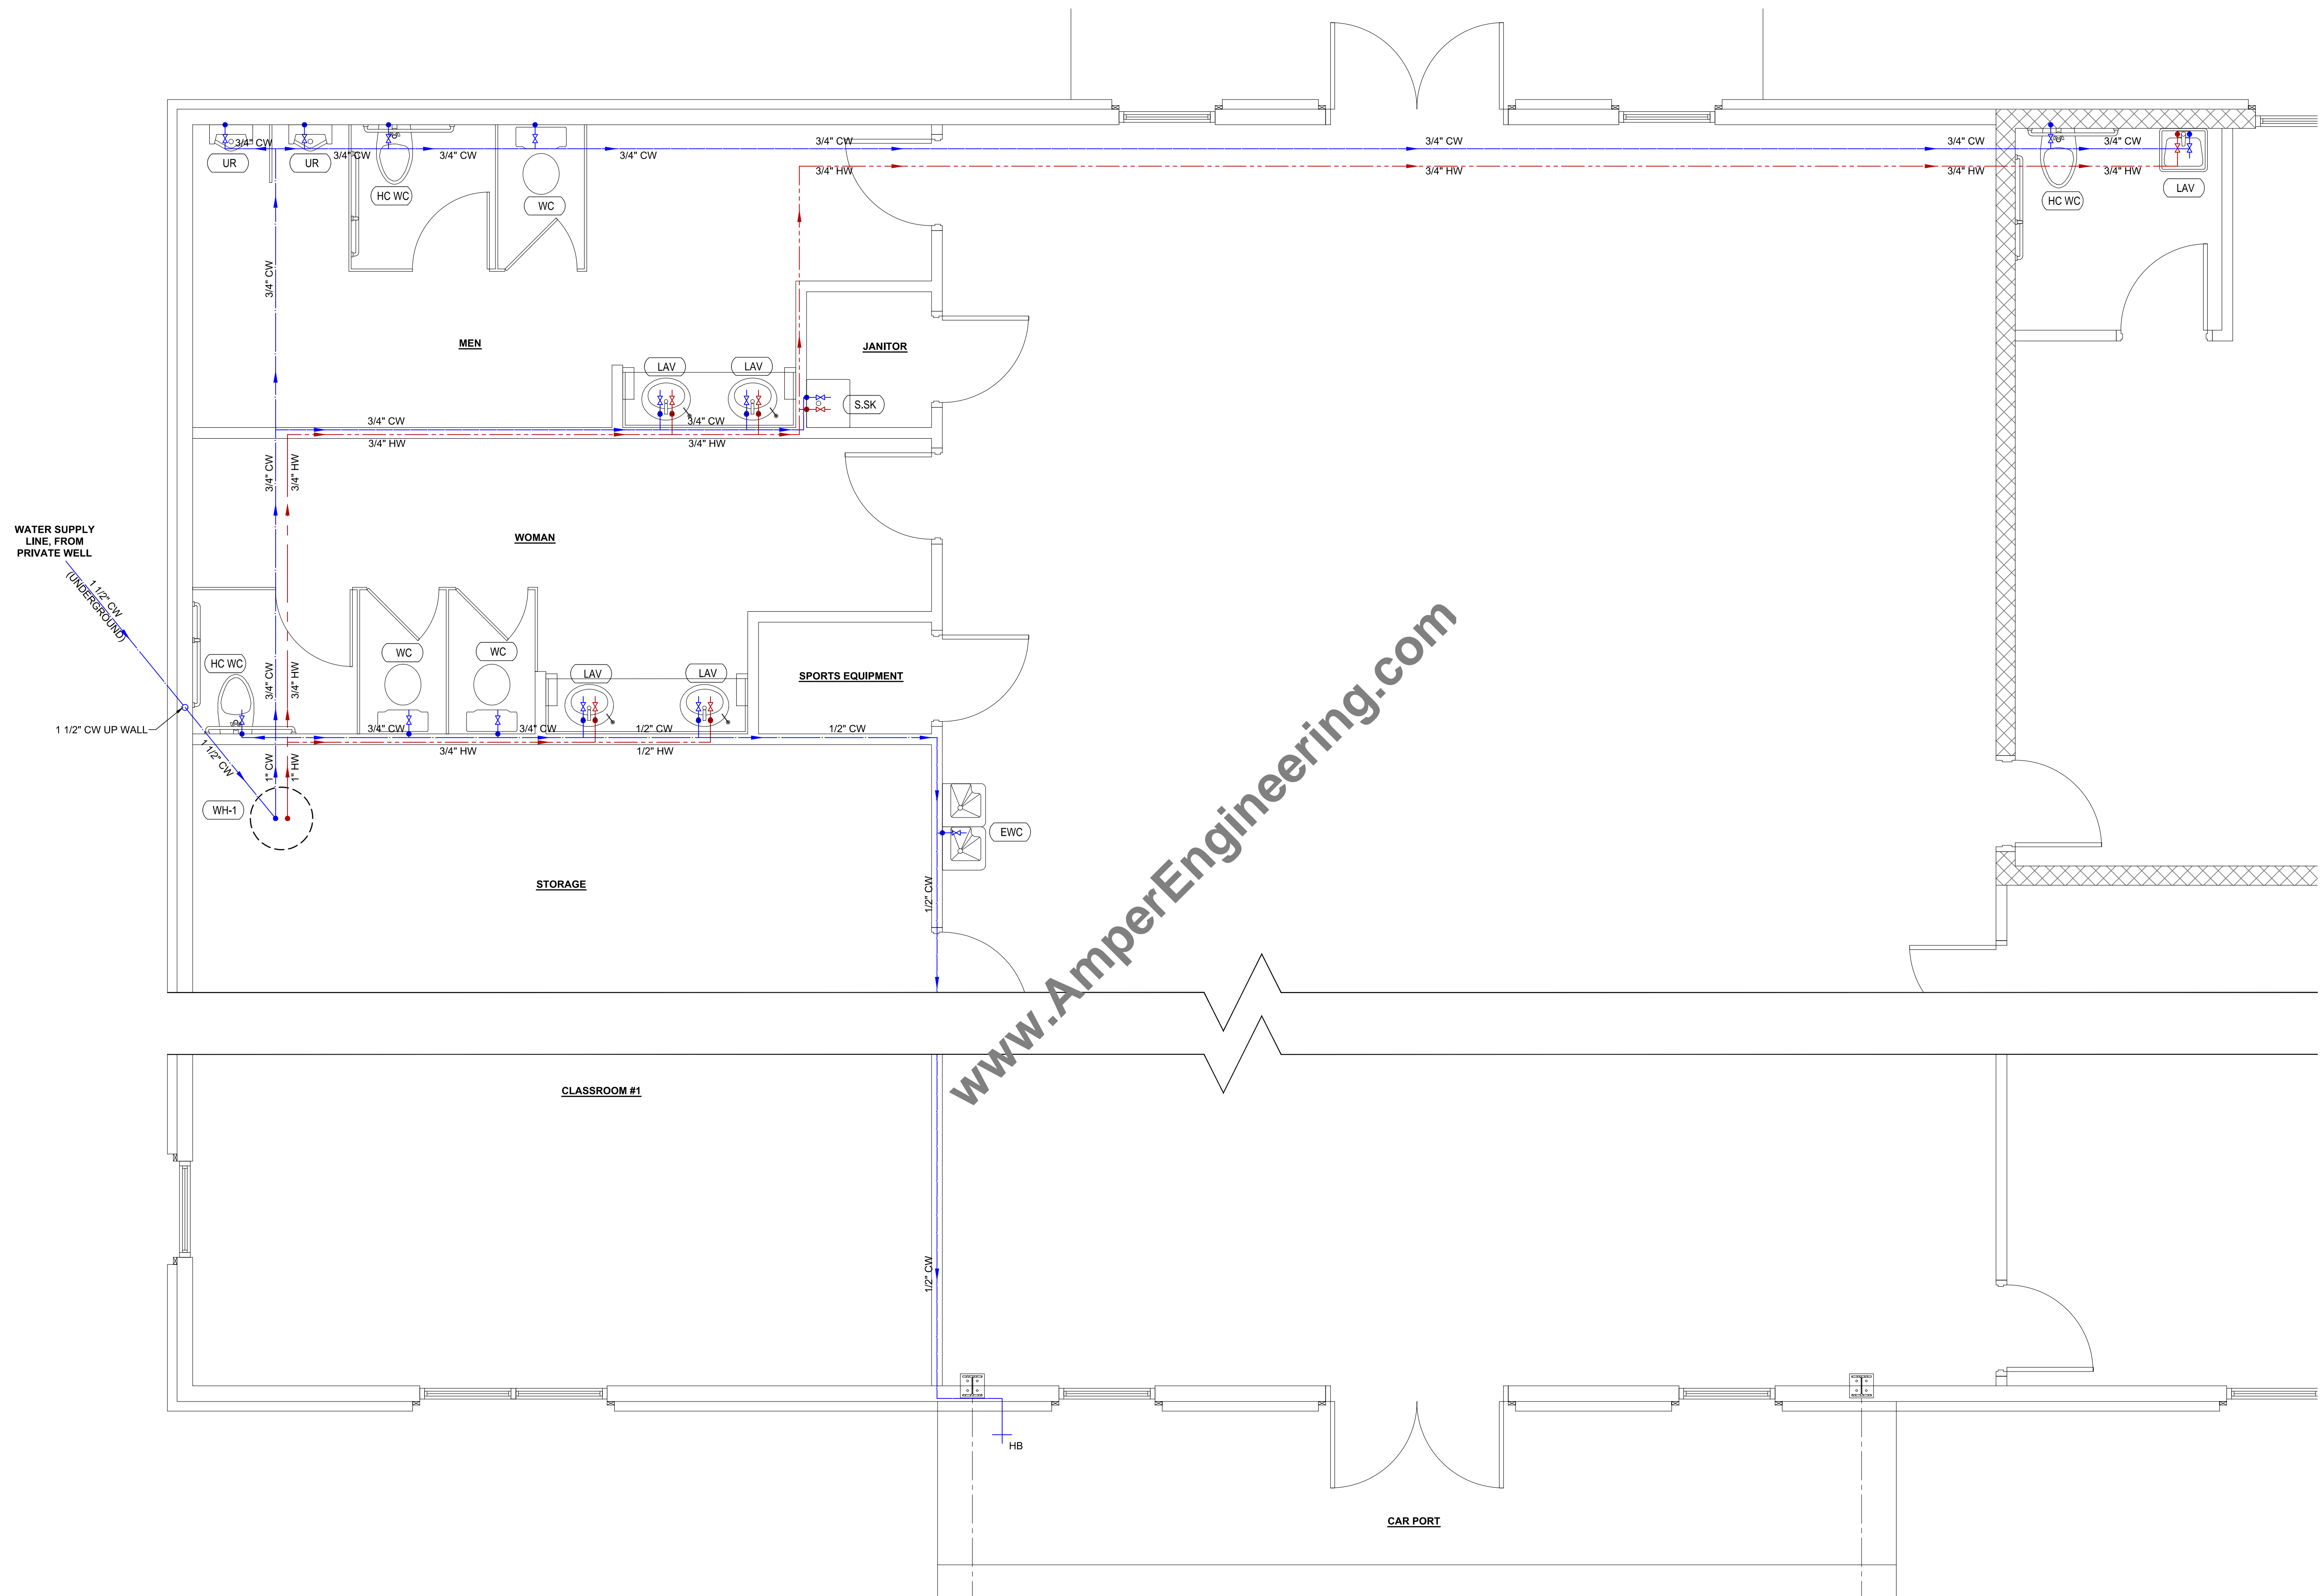 3/4" CW
3/4" CW
3/4" CW
3/4" CW
3/4" CW
3/4" CW
3/4" CW
3/4" CW
UR
UR
HC WC
WC
3/4" HW
3/4" HW
3/4" HW
3/4" HW
LAV
HC WC
3/4" CW
MEN
JANITOR
LAV
LAV
S.SK
3/4" CW
3/4" CW
3/4" HW
3/4" HW
3/4" CW
3/4" HW
WATER SUPPLY
LINE, FROM
PRIVATE WELL
1 1/2" CW
(UNDERGROUND)
WOMAN
HC WC
WC
WC
LAV
LAV
3/4" CW
3/4" HW
SPORTS EQUIPMENT
1 1/2" CW UP WALL
1 1/2" CW
3/4" CW
3/4" CW
1/2" CW
1/2" CW
3/4" HW
1/2" HW
1" CW
1" HW
WH-1
EWC
STORAGE
1/2" CW
www.AmperEngineering.com
CLASSROOM #1
1/2" CW
HB
CAR PORT